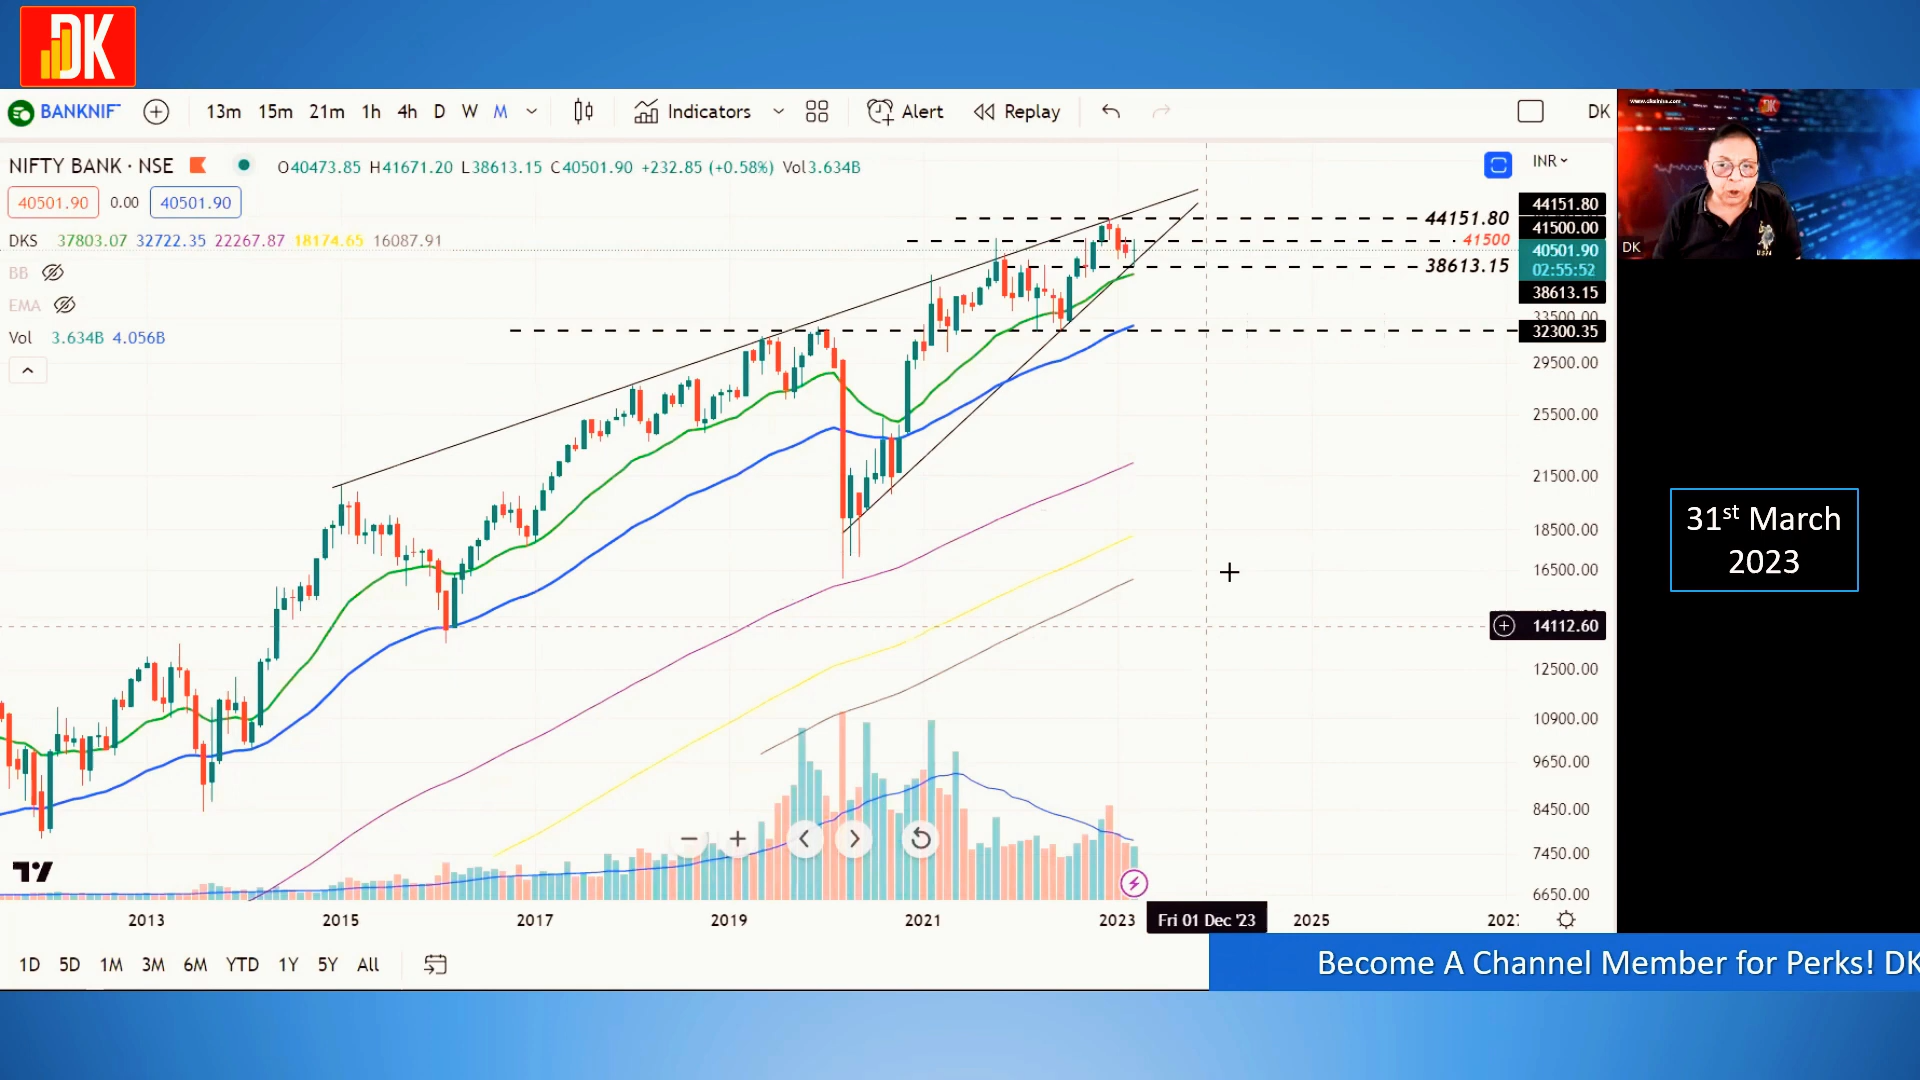 DK
BANKNIF
13m 15m 21m 1h 4h D W M
Indicators
Alert
Replay
DK
NIFTY BANK · NSE
O40473.85 H41671.20 L38613.15 C40501.90 +232.85 (+0.58%) Vol3.634B
INR
40501.90 0.00 40501.90
DKS 37803.07 32722.35 22267.87 18174.65 16087.91
BB
EMA
Vol 3.634B 4.056B
44151.80
41500
38613.15
44151.80
41500.00
40501.90
02:55:52
38613.15
33500.00
32300.35
29500.00
25500.00
21500.00
18500.00
16500.00
14112.60
12500.00
10900.00
9650.00
8450.00
7450.00
6650.00
2013 2015 2017 2019 2021 2023 Fri 01 Dec '23 2025
1D 5D 1M 3M 6M YTD 1Y 5Y All
DK
DK
31st March
2023
Become A Channel Member for Perks! DK